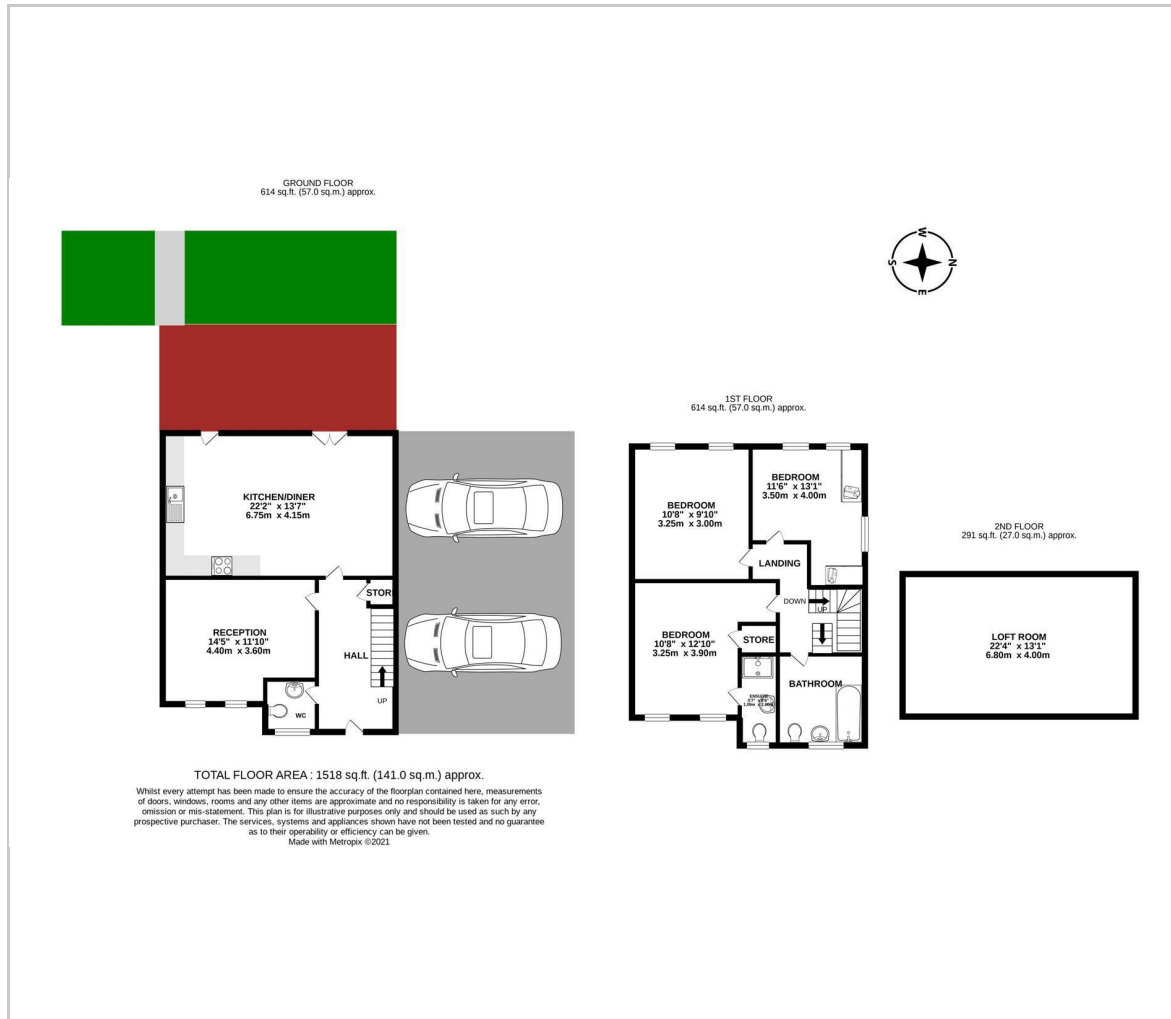 GROUND FLOOR
614 sq.ft. (57.0 sq.m.) approx.
KITCHEN/DINER
22'2" x 13'7"
6.75m x 4.15m
STORE
RECEPTION
14'5" x 11'10"
4.40m x 3.60m
HALL
UP
WC
W
N
S
E
1ST FLOOR
614 sq.ft. (57.0 sq.m.) approx.
BEDROOM
11'6" x 13'1"
3.50m x 4.00m
BEDROOM
10'8" x 9'10"
3.25m x 3.00m
LANDING
DOWN
UP
BEDROOM
10'8" x 12'10"
3.25m x 3.90m
STORE
BATHROOM
ENSUITE
2ND FLOOR
291 sq.ft. (27.0 sq.m.) approx.
LOFT ROOM
22'4" x 13'1"
6.80m x 4.00m
TOTAL FLOOR AREA : 1518 sq.ft. (141.0 sq.m.) approx.
Whilst every attempt has been made to ensure the accuracy of the floorplan contained here, measurements
of doors, windows, rooms and any other items are approximate and no responsibility is taken for any error,
omission or mis-statement. This plan is for illustrative purposes only and should be used as such by any
prospective purchaser. The services, systems and appliances shown have not been tested and no guarantee
as to their operability or efficiency can be given.
Made with Metropix ©2021